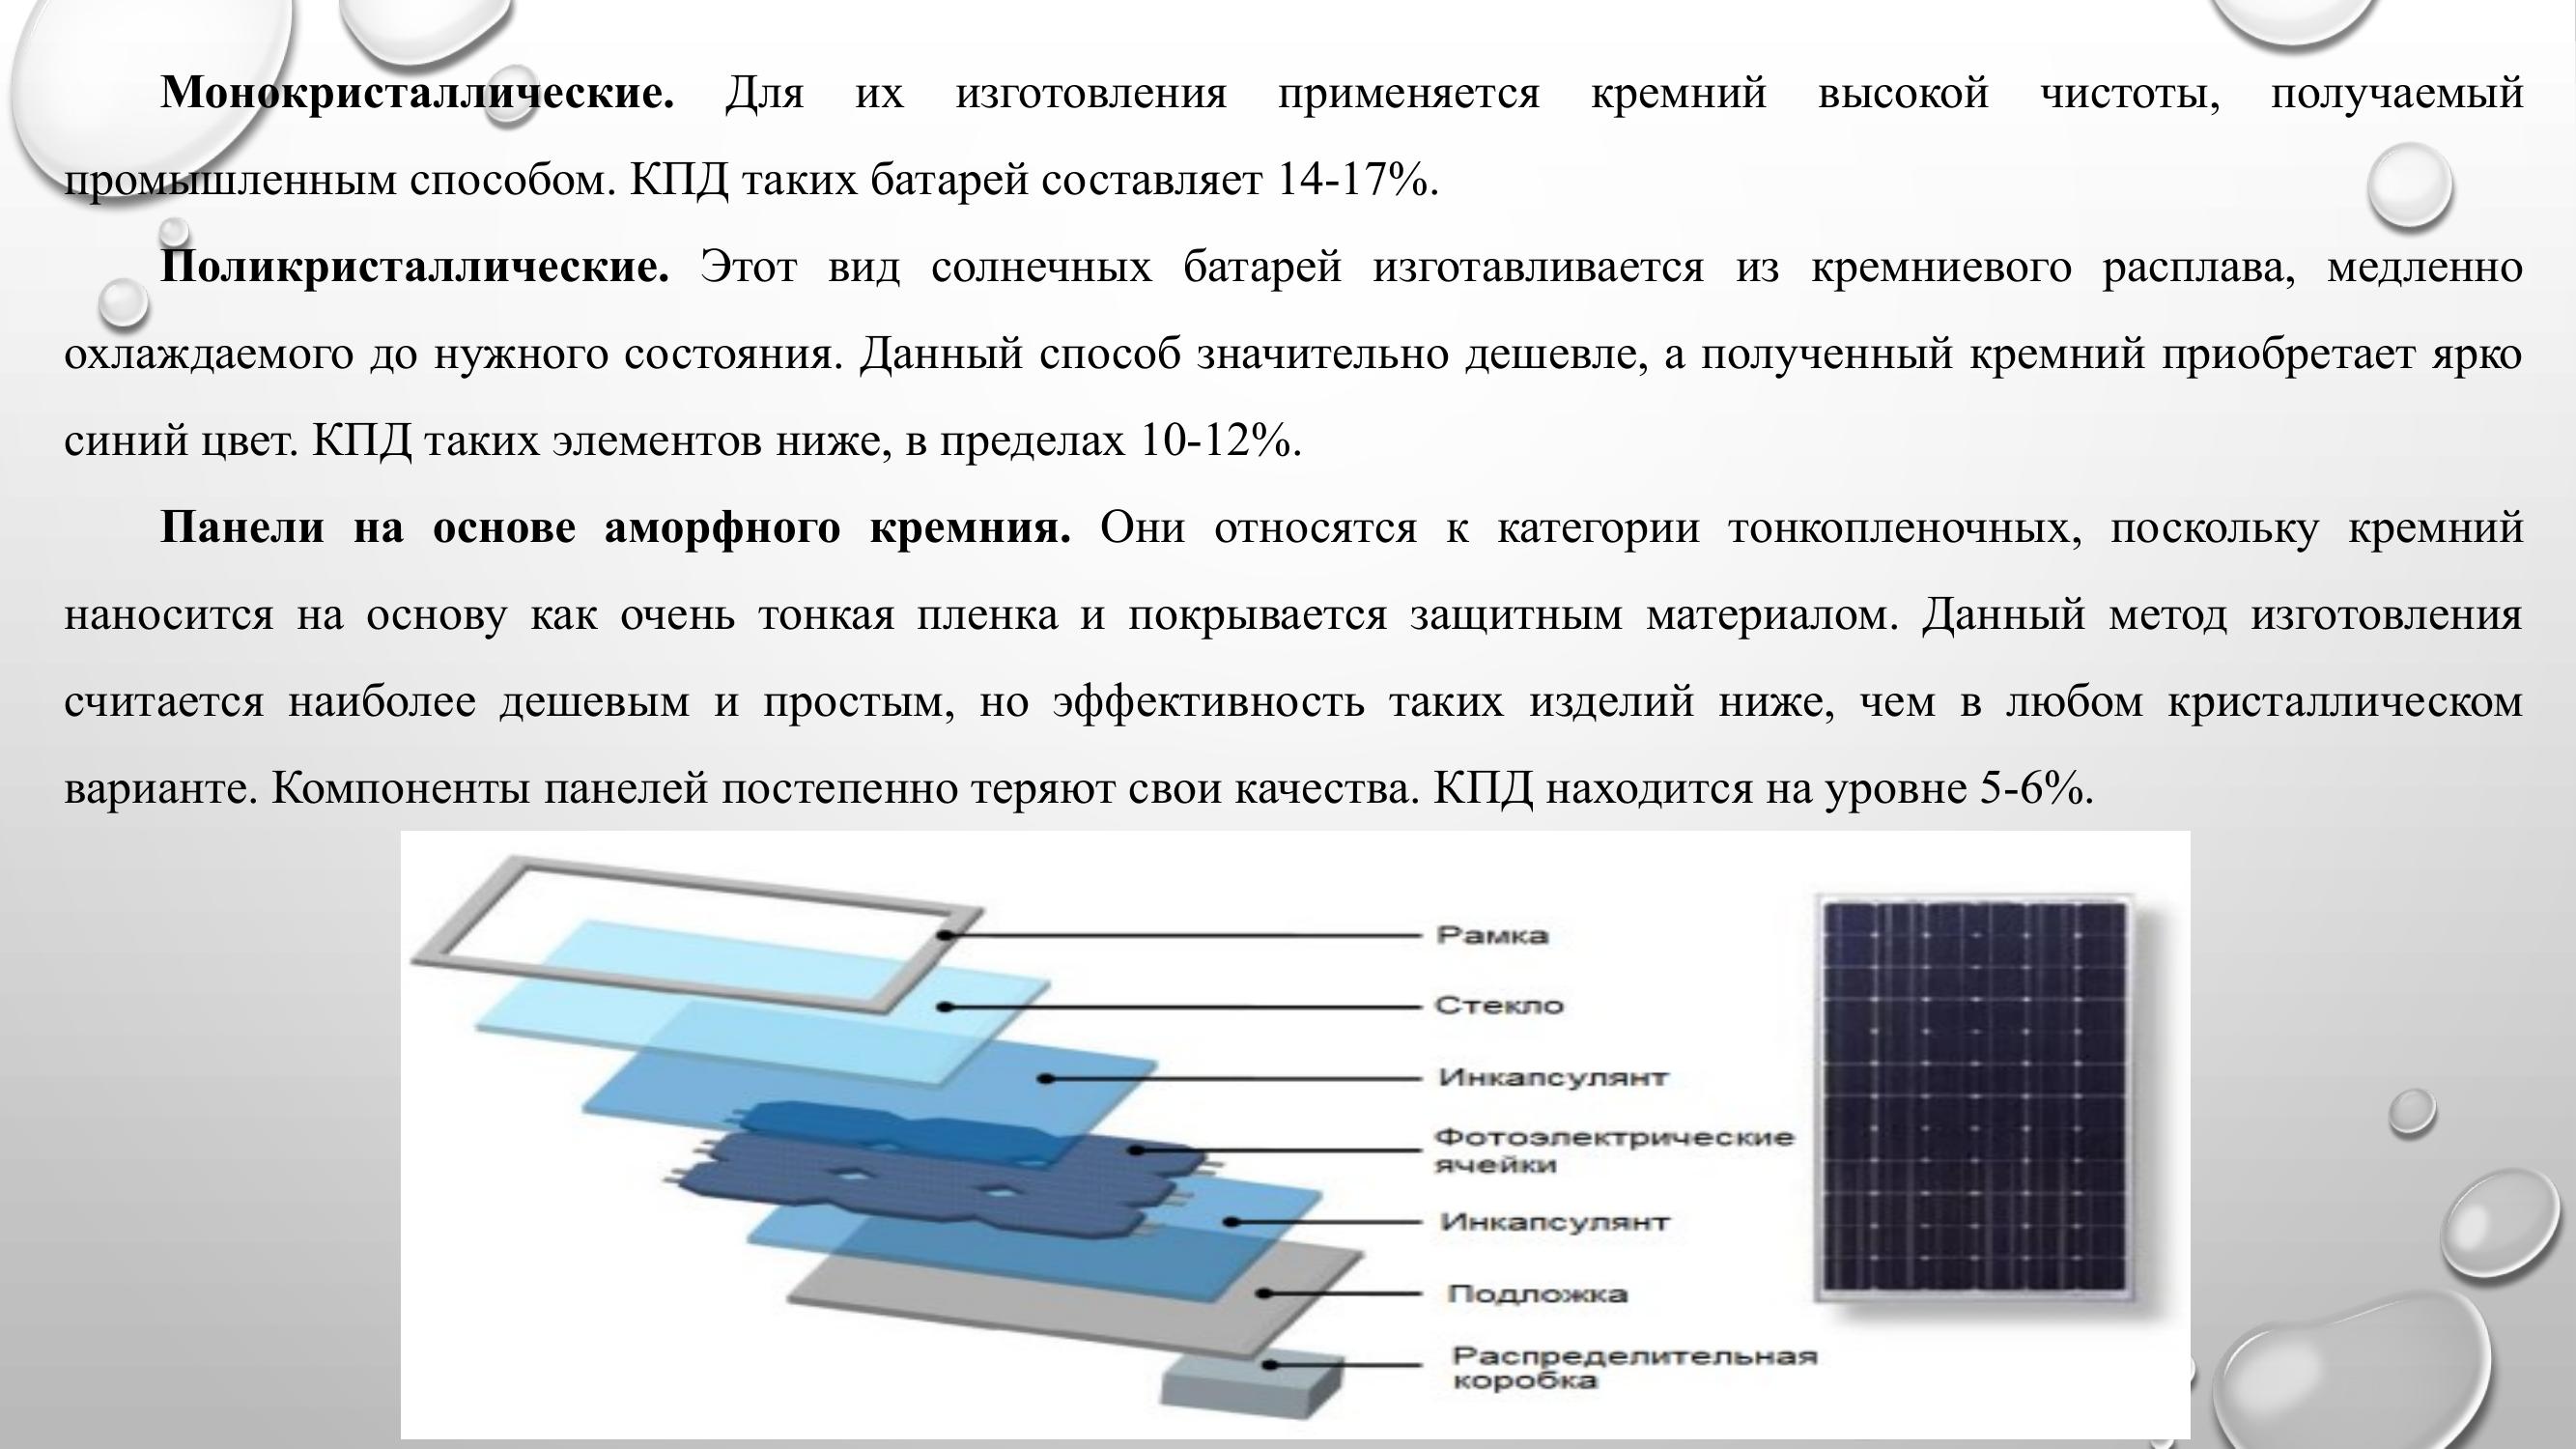 Монокристаллические. Для их изготовления применяется кремний высокой чистоты, получаемый
промышленным способом. КПД таких батарей составляет 14-17%.
Поликристаллические. Этот вид солнечных батарей изготавливается из кремниевого расплава, медленно
охлаждаемого до нужного состояния. Данный способ значительно дешевле, а полученный кремний приобретает ярко
синий цвет. КПД таких элементов ниже, в пределах 10-12%.
Панели на основе аморфного кремния. Они относятся к категории тонкопленочных, поскольку кремний
наносится на основу как очень тонкая пленка и покрывается защитным материалом. Данный метод изготовления
считается наиболее дешевым и простым, но эффективность таких изделий ниже, чем в любом кристаллическом
варианте. Компоненты панелей постепенно теряют свои качества. КПД находится на уровне 5-6%.
Рамка
Стекло
Инкапсулянт
Фотоэлектрические
ячейки
Инкапсулянт
Подложка
Распределительная
коробка